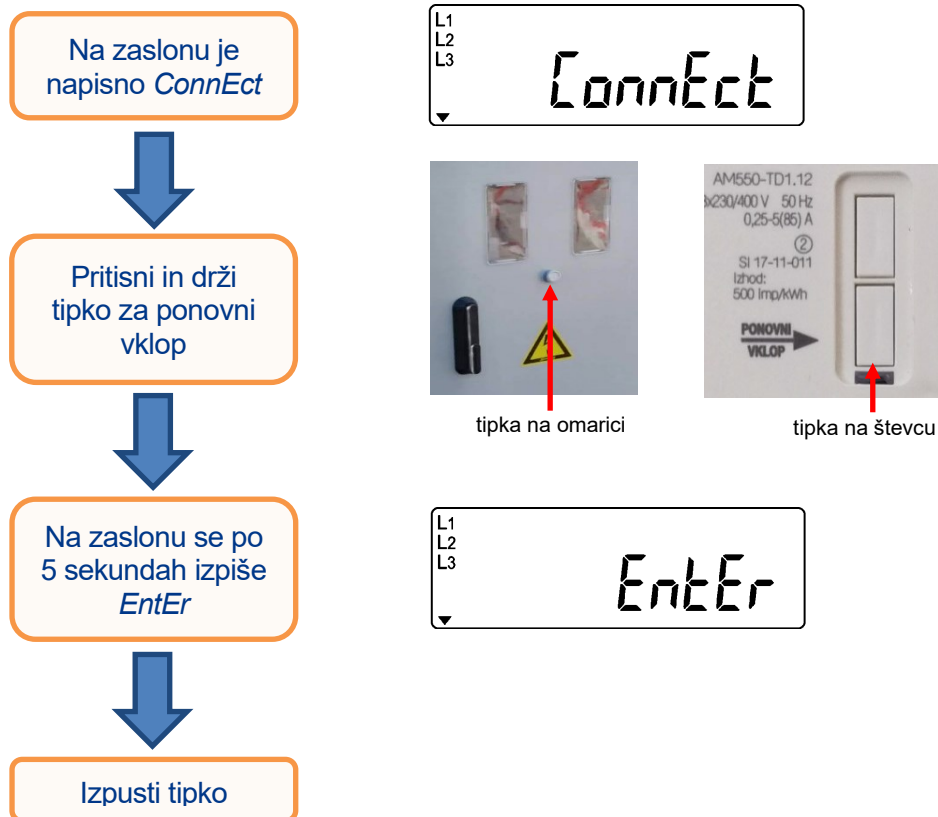 Na zaslonu je
napisno ConnEct
L1
L2
L3
ConnEct
Pritisni in drži
tipko za ponovni
vklop
AM550-TD1.12
3x230/400 V 50 Hz
0,25-5(85) A
2
SI 17-11-011
Izhod:
500 Imp/kWh
PONOVNI
VKLOP
tipka na omarici
tipka na števcu
Na zaslonu se po
5 sekundah izpiše
EntEr
L1
L2
L3
EntEr
Izpusti tipko